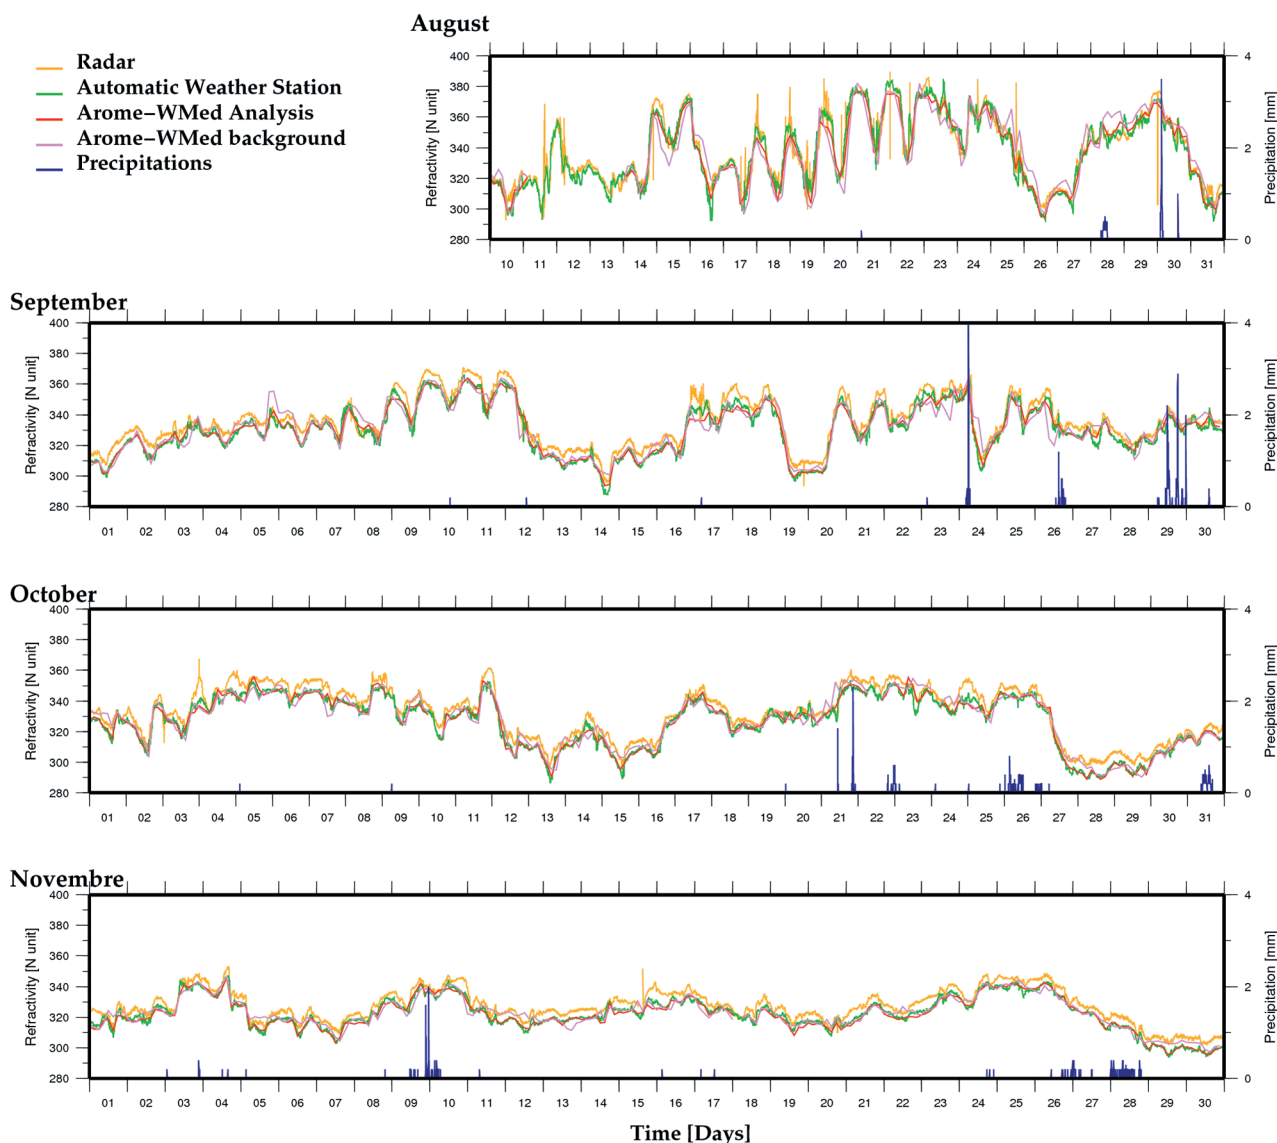 August
Radar
Automatic Weather Station
Arome–WMed Analysis
Arome–WMed background
Precipitations
400
380
360
340
320
300
280
Refractivity [N unit]
4
2
0
Precipitation [mm]
10 11 12 13 14 15 16 17 18 19 20 21 22 23 24 25 26 27 28 29 30 31
September
400
380
360
340
320
300
280
Refractivity [N unit]
4
2
0
Precipitation [mm]
01 02 03 04 05 06 07 08 09 10 11 12 13 14 15 16 17 18 19 20 21 22 23 24 25 26 27 28 29 30
October
400
380
360
340
320
300
280
Refractivity [N unit]
4
2
0
Precipitation [mm]
01 02 03 04 05 06 07 08 09 10 11 12 13 14 15 16 17 18 19 20 21 22 23 24 25 26 27 28 29 30 31
Novembre
400
380
360
340
320
300
280
Refractivity [N unit]
4
2
0
Precipitation [mm]
01 02 03 04 05 06 07 08 09 10 11 12 13 14 15 16 17 18 19 20 21 22 23 24 25 26 27 28 29 30
Time [Days]